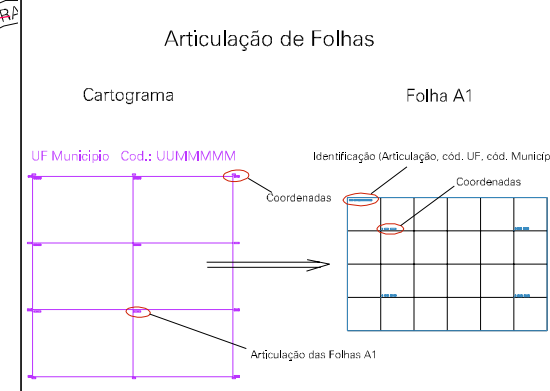 Articulação de Folhas
Cartograma
Folha A1
UF Municipio Cod.: UUMMMMM
Identificação (Articulação, cód. UF, cód. Municíp
Coordenadas
Coordenadas
Articulação das Folhas A1